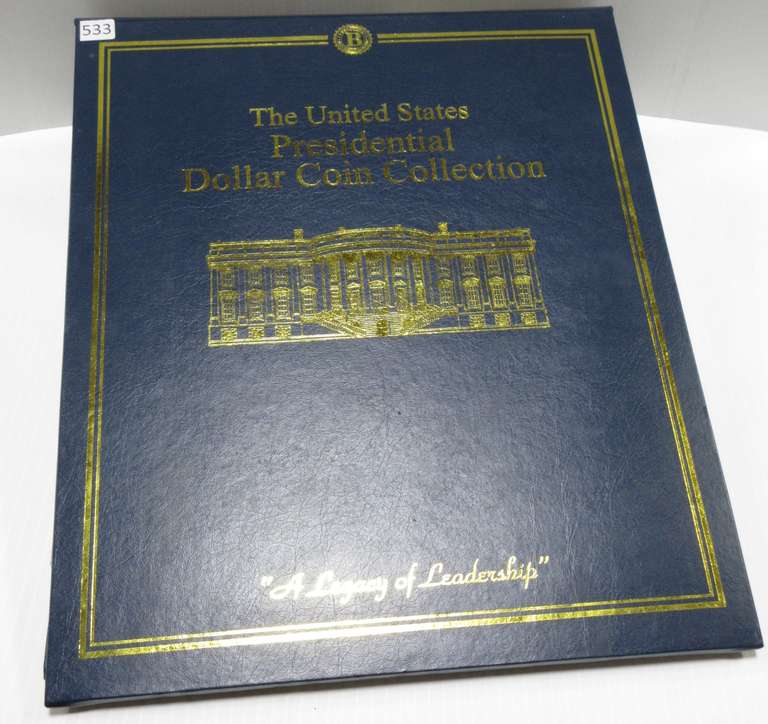 533
B
The United States
Presidential
Dollar Coin Collection
"A Legacy of Leadership"